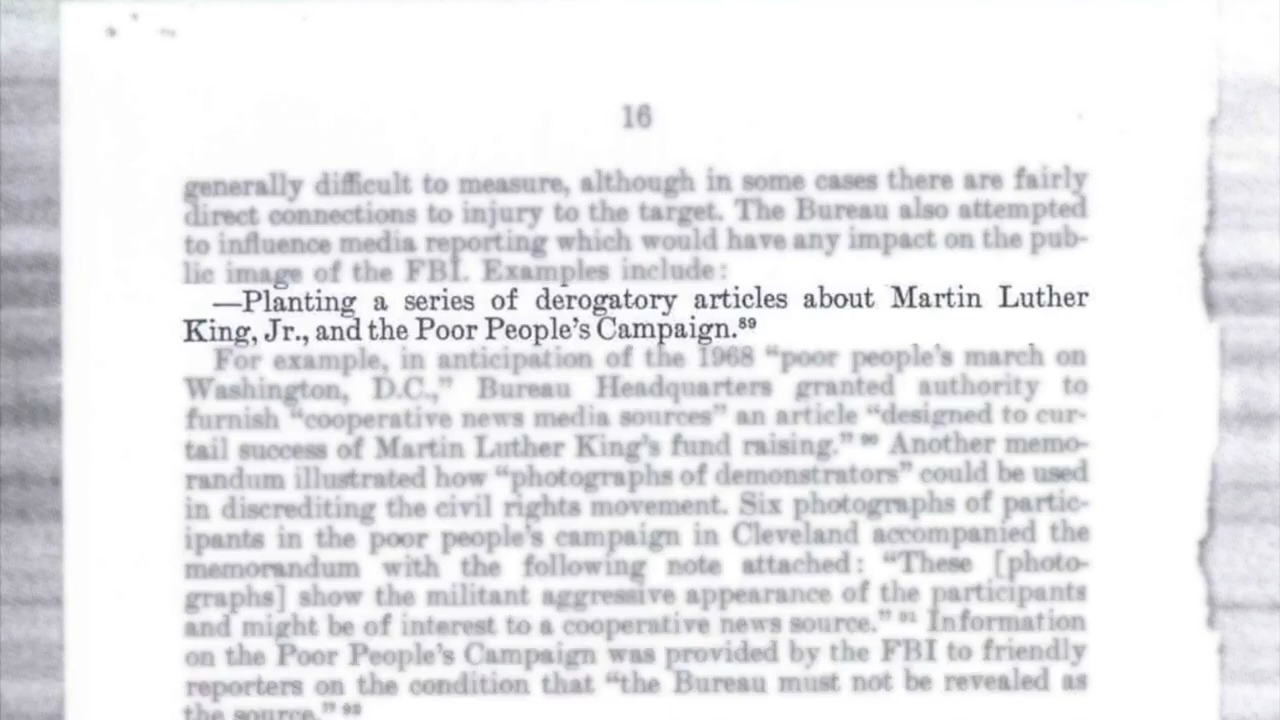 16
generally difficult to measure, although in some cases there are fairly
direct connections to injury to the target. The Bureau also attempted
to influence media reporting which would have any impact on the pub-
lic image of the FBI. Examples include:
—Planting a series of derogatory articles about Martin Luther
King, Jr., and the Poor People's Campaign.⁸⁹
For example, in anticipation of the 1968 “poor people's march on
Washington, D.C.,” Bureau Headquarters granted authority to
furnish “cooperative news media sources” an article “designed to cur-
tail success of Martin Luther King's fund raising.” ⁹⁰ Another memo-
randum illustrated how “photographs of demonstrators” could be used
in discrediting the civil rights movement. Six photographs of partic-
ipants in the poor people's campaign in Cleveland accompanied the
memorandum with the following note attached: “These [photo-
graphs] show the militant aggressive appearance of the participants
and might be of interest to a cooperative news source.” ⁹¹ Information
on the Poor People's Campaign was provided by the FBI to friendly
reporters on the condition that “the Bureau must not be revealed as
the source.” ⁹²